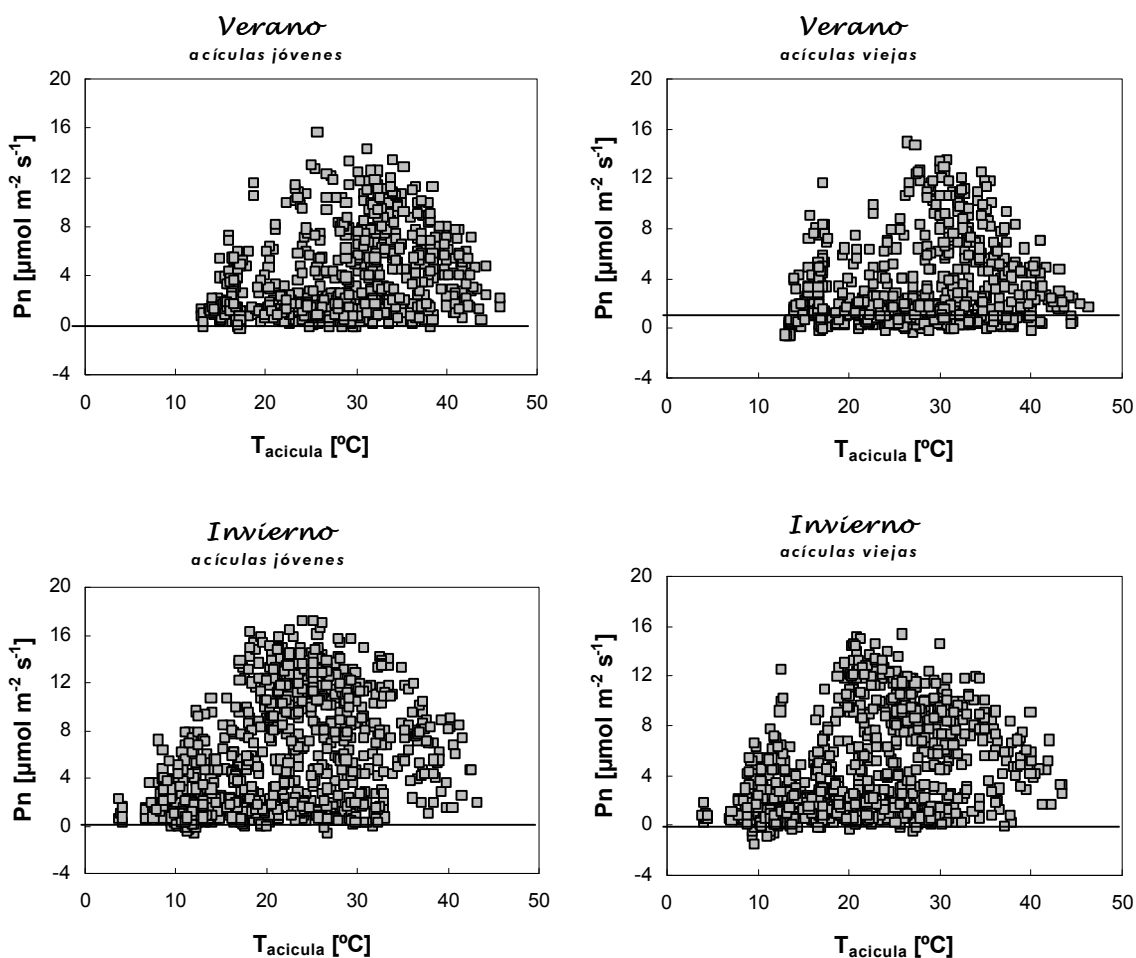 Verano
acículas jóvenes
20
16
12
8
4
0
-4
Pn [µmol m⁻² s⁻¹]
0 10 20 30 40 50
Tacicula [ºC]
Verano
acículas viejas
20
16
12
8
4
0
-4
Pn [µmol m⁻² s⁻¹]
0 10 20 30 40 50
Tacicula [ºC]
Invierno
acículas jóvenes
20
16
12
8
4
0
-4
Pn [µmol m⁻² s⁻¹]
0 10 20 30 40 50
Tacicula [ºC]
Invierno
acículas viejas
20
16
12
8
4
0
-4
Pn [µmol m⁻² s⁻¹]
0 10 20 30 40 50
Tacicula [ºC]